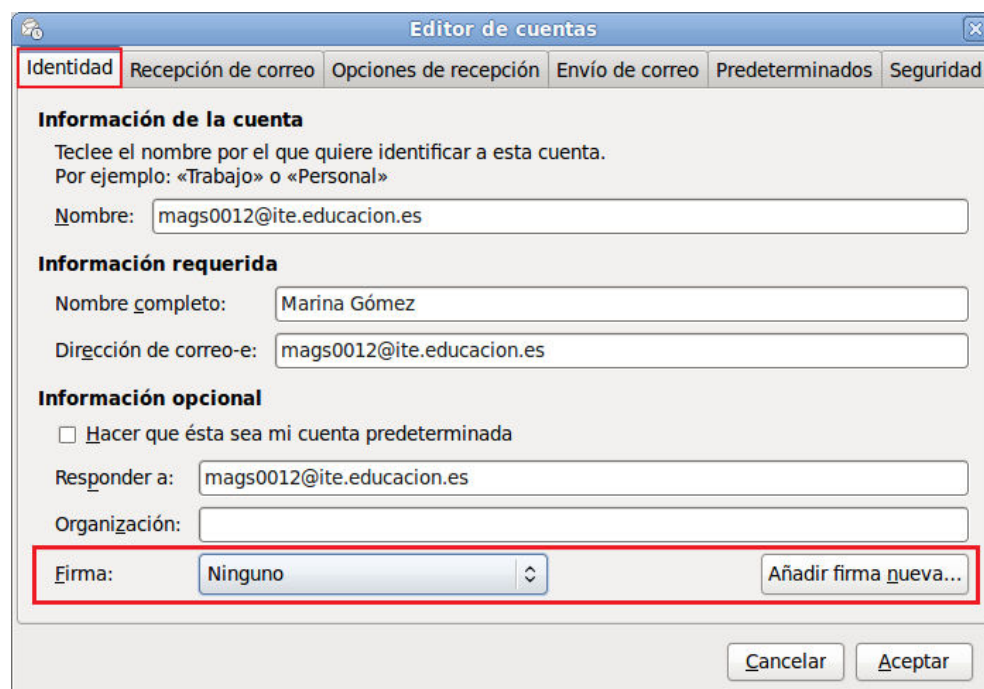 Editor de cuentas
Identidad Recepción de correo Opciones de recepción Envío de correo Predeterminados Seguridad
Información de la cuenta
Teclee el nombre por el que quiere identificar a esta cuenta.
Por ejemplo: «Trabajo» o «Personal»
Nombre: mags0012@ite.educacion.es
Información requerida
Nombre completo: Marina Gómez
Dirección de correo-e: mags0012@ite.educacion.es
Información opcional
Hacer que ésta sea mi cuenta predeterminada
Responder a: mags0012@ite.educacion.es
Organización:
Firma: Ninguno Añadir firma nueva...
Cancelar Aceptar